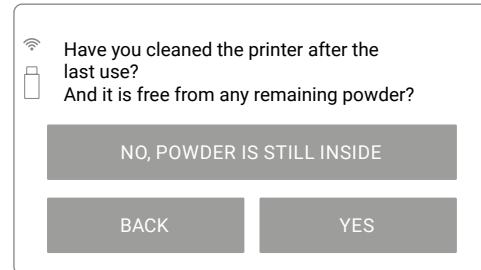 Have you cleaned the printer after the
last use?
And it is free from any remaining powder?
NO, POWDER IS STILL INSIDE
BACK
YES